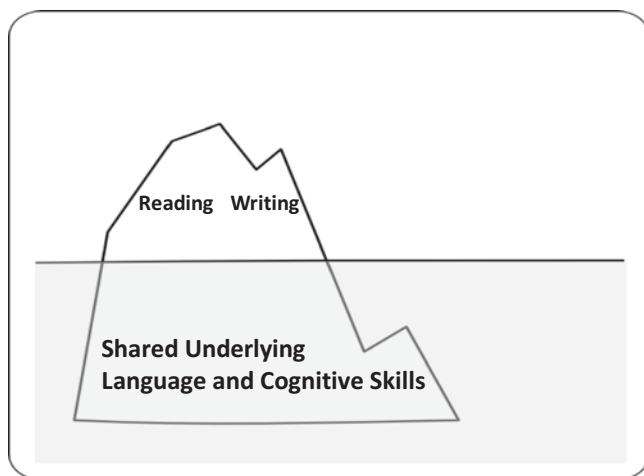 Reading Writing
Shared Underlying
Language and Cognitive Skills